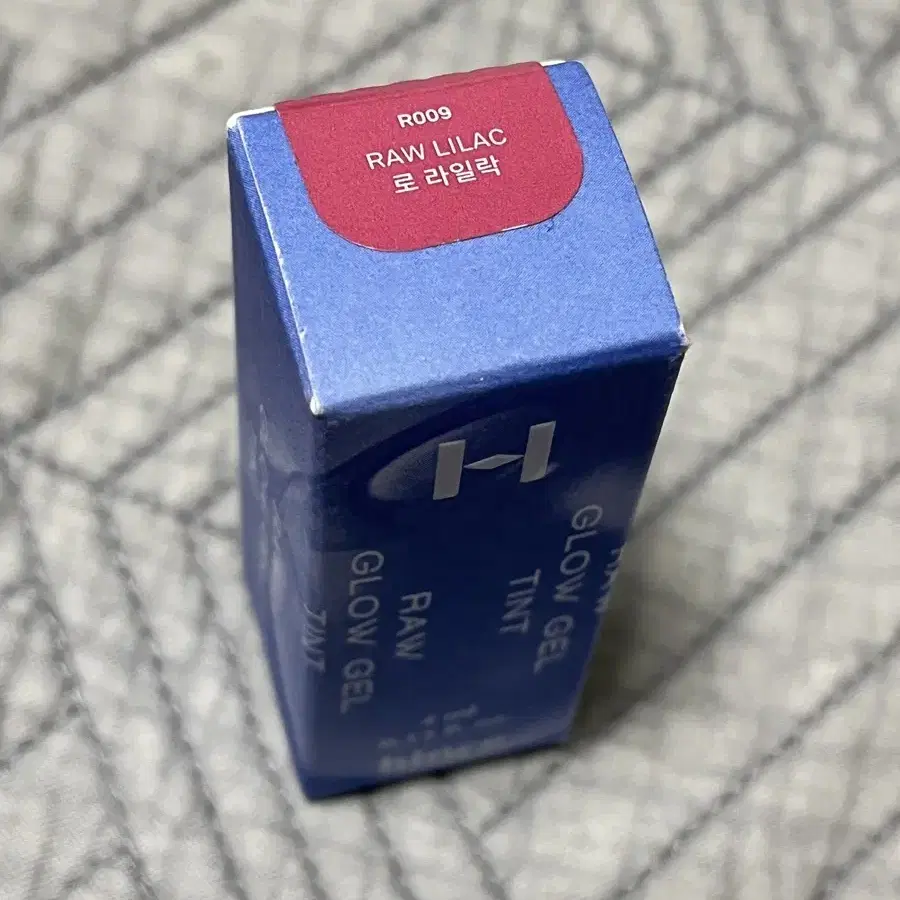 R009
RAW LILAC
로 라일락
H
RAW
GLOW GEL
TINT
RAW
GLOW GEL
TINT